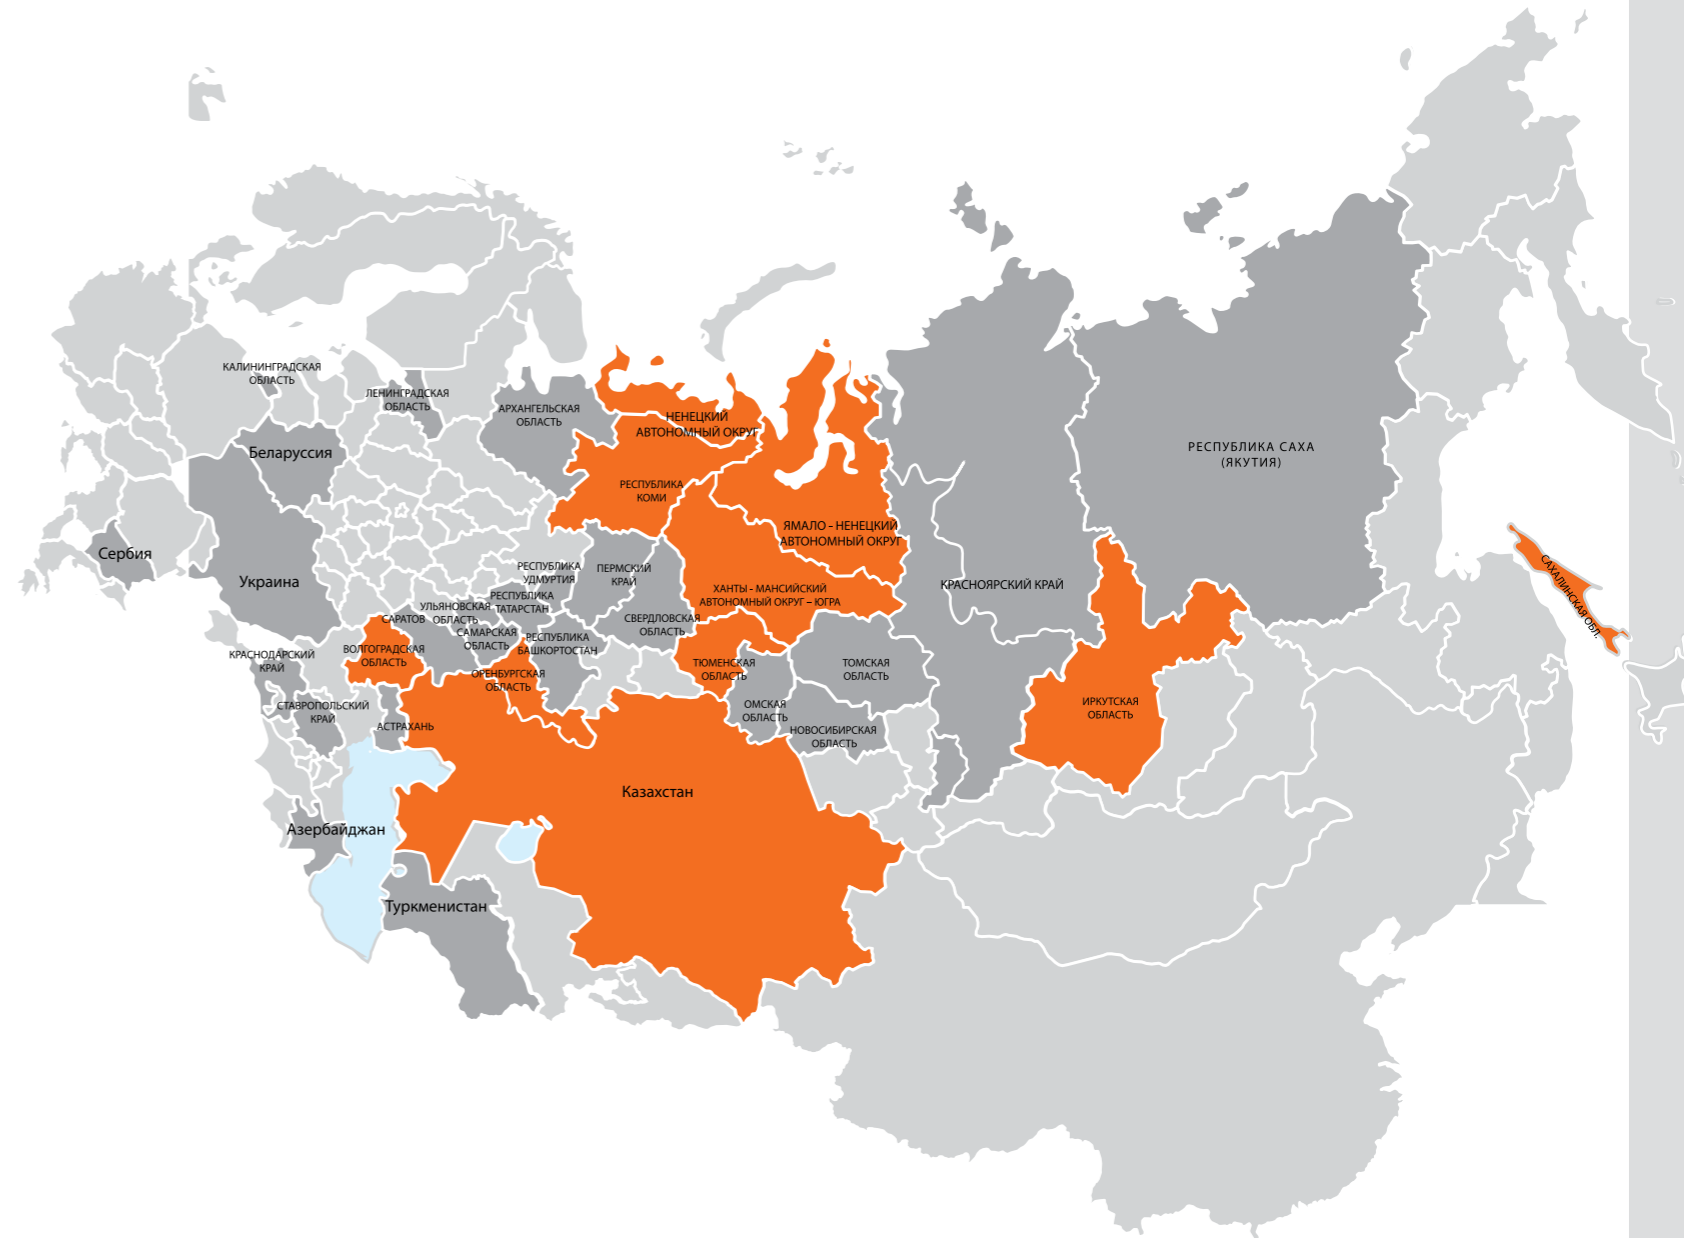 КАЛИНИНГРАДСКАЯ
ОБЛАСТЬ
ЛЕНИНГРАДСКАЯ
ОБЛАСТЬ
АРХАНГЕЛЬСКАЯ
ОБЛАСТЬ
НЕНЕЦКИЙ
АВТОНОМНЫЙ ОКРУГ
Беларуссия
РЕСПУБЛИКА САХА
(ЯКУТИЯ)
РЕСПУБЛИКА
КОМИ
ЯМАЛО - НЕНЕЦКИЙ
АВТОНОМНЫЙ ОКРУГ
Сербия
Украина
РЕСПУБЛИКА
УДМУРТИЯ
ПЕРМСКИЙ
КРАЙ
КРАСНОЯРСКИЙ КРАЙ
САХАЛИНСКАЯ ОБЛ.
ХАНТЫ - МАНСИЙСКИЙ
АВТОНОМНЫЙ ОКРУГ – ЮГРА
РЕСПУБЛИКА
ТАТАРСТАН
УЛЬЯНОВСКАЯ
ОБЛАСТЬ
САРАТОВ
СВЕРДЛОВСКАЯ
ОБЛАСТЬ
САМАРСКАЯ
ОБЛАСТЬ
РЕСПУБЛИКА
БАШКОРТОСТАН
КРАСНОДАРСКИЙ
КРАЙ
ВОЛГОГРАДСКАЯ
ОБЛАСТЬ
ОРЕНБУРГСКАЯ
ОБЛАСТЬ
ТЮМЕНСКАЯ
ОБЛАСТЬ
ТОМСКАЯ
ОБЛАСТЬ
СТАВРОПОЛЬСКИЙ
КРАЙ
АСТРАХАНЬ
ОМСКАЯ
ОБЛАСТЬ
НОВОСИБИРСКАЯ
ОБЛАСТЬ
ИРКУТСКАЯ
ОБЛАСТЬ
Казахстан
Азербайджан
Туркменистан